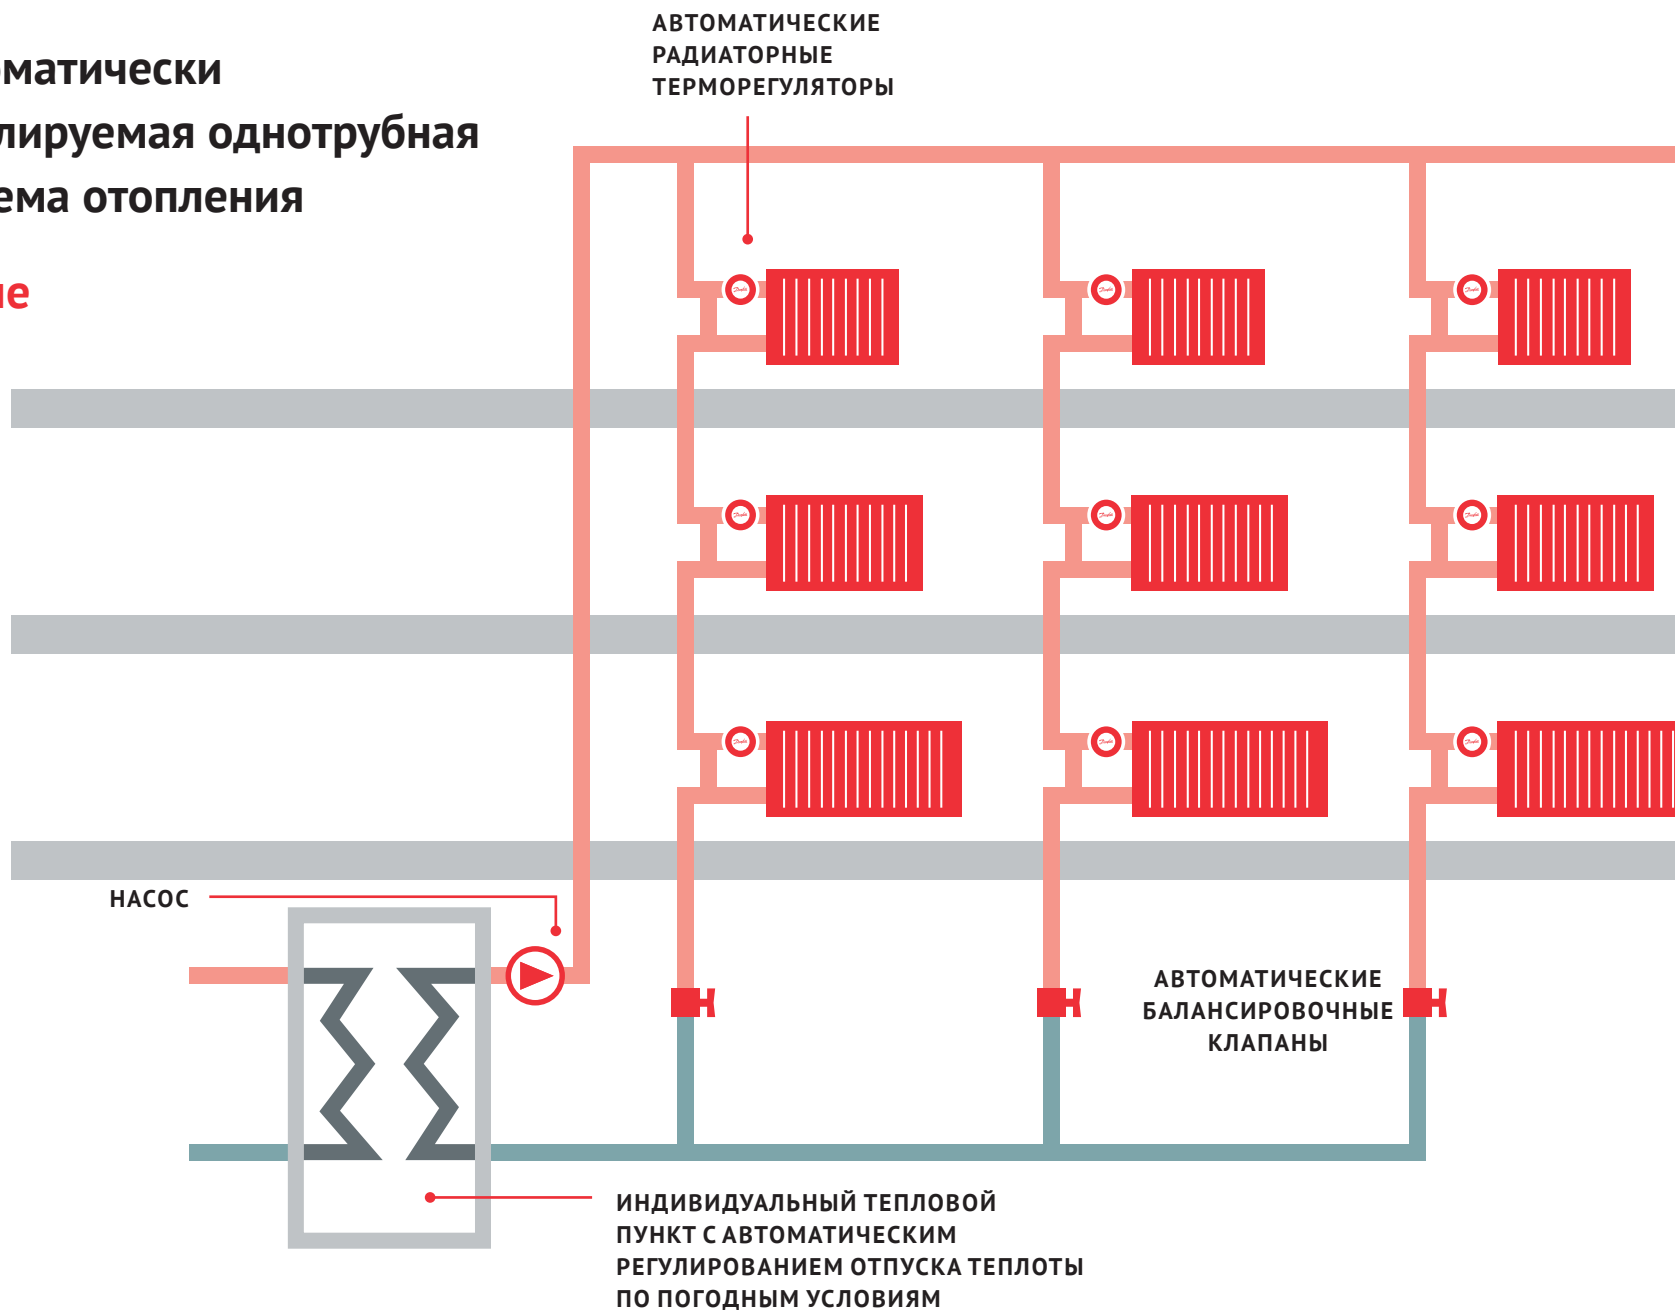 АВТОМАТИЧЕСКИЕ
РАДИАТОРНЫЕ
ТЕРМОРЕГУЛЯТОРЫ
матически
лируемая однотрубная
ема отопления
е
НАСОС
АВТОМАТИЧЕСКИЕ
БАЛАНСИРОВОЧНЫЕ
КЛАПАНЫ
ИНДИВИДУАЛЬНЫЙ ТЕПЛОВОЙ
ПУНКТ С АВТОМАТИЧЕСКИМ
РЕГУЛИРОВАНИЕМ ОТПУСКА ТЕПЛОТЫ
ПО ПОГОДНЫМ УСЛОВИЯМ